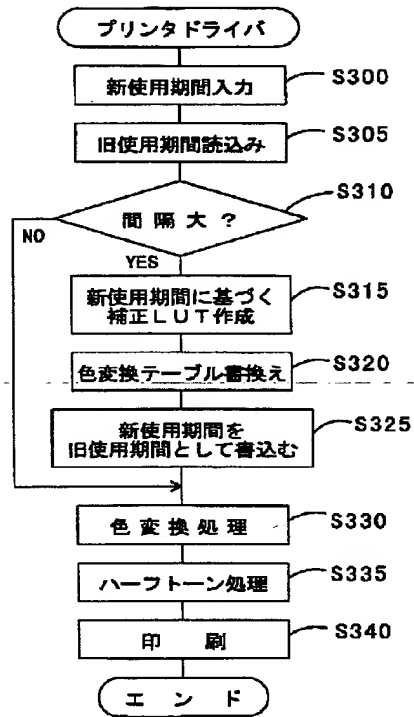 プリンタドライバ
新使用期間入力
S300
旧使用期間読込み
S305
間隔大?
S310
NO
YES
新使用期間に基づく
補正LUT作成
S315
色変換テーブル書換え
S320
新使用期間を
旧使用期間として書込む
S325
色変換処理
S330
ハーフトーン処理
S335
印刷
S340
エンド